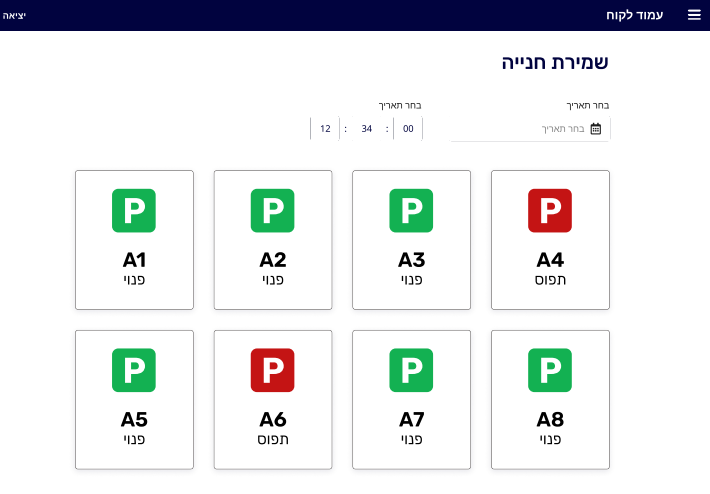 עמוד לקוח
יציאה
שמירת חנייה
בחר תאריך
בחר תאריך
בחר תאריך
12 : 34 : 00
P P P P
A1 A2 A3 A4
פנוי פנוי פנוי תפוס
P P P P
A5 A6 A7 A8
פנוי תפוס פנוי פנוי